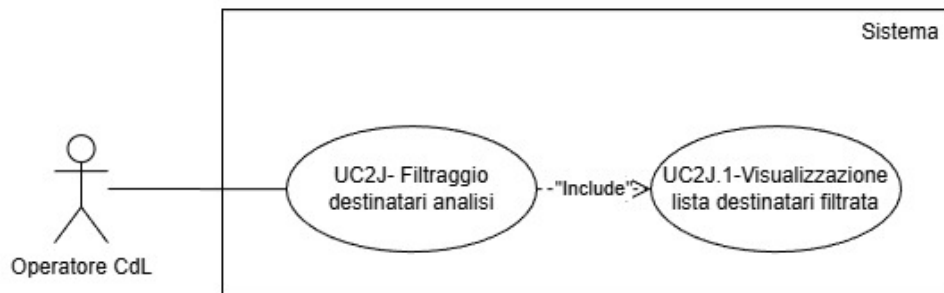 Sistema
UC2J- Filtraggio
destinatari analisi
"Include"
UC2J.1-Visualizzazione
lista destinatari filtrata
Operatore CdL